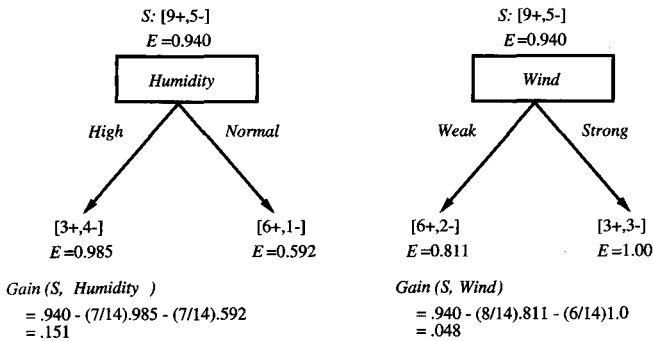 S: [9+,5-]
E =0.940
Humidity
High
Normal
[3+,4-]
E=0.985
[6+,1-]
E=0.592
Gain (S, Humidity )
= .940 - (7/14).985 - (7/14).592
= .151
S: [9+,5-]
E =0.940
Wind
Weak
Strong
[6+,2-]
E=0.811
[3+,3-]
E=1.00
Gain (S, Wind)
= .940 - (8/14).811 - (6/14)1.0
= .048